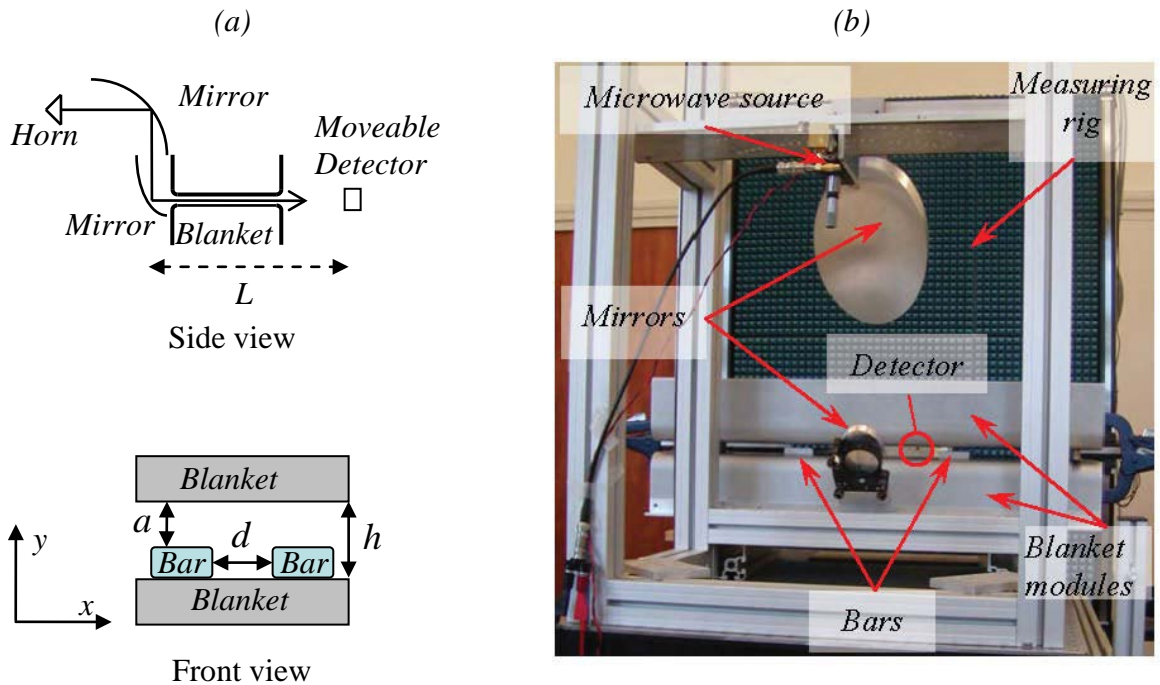 (a)
Mirror
Horn
Moveable
Detector
Mirror
Blanket
L
Side view
Blanket
a
d
h
y
Bar
Bar
Blanket
x
Front view
(b)
Microwave source
Measuring
rig
Mirrors
Detector
Blanket
modules
Bars